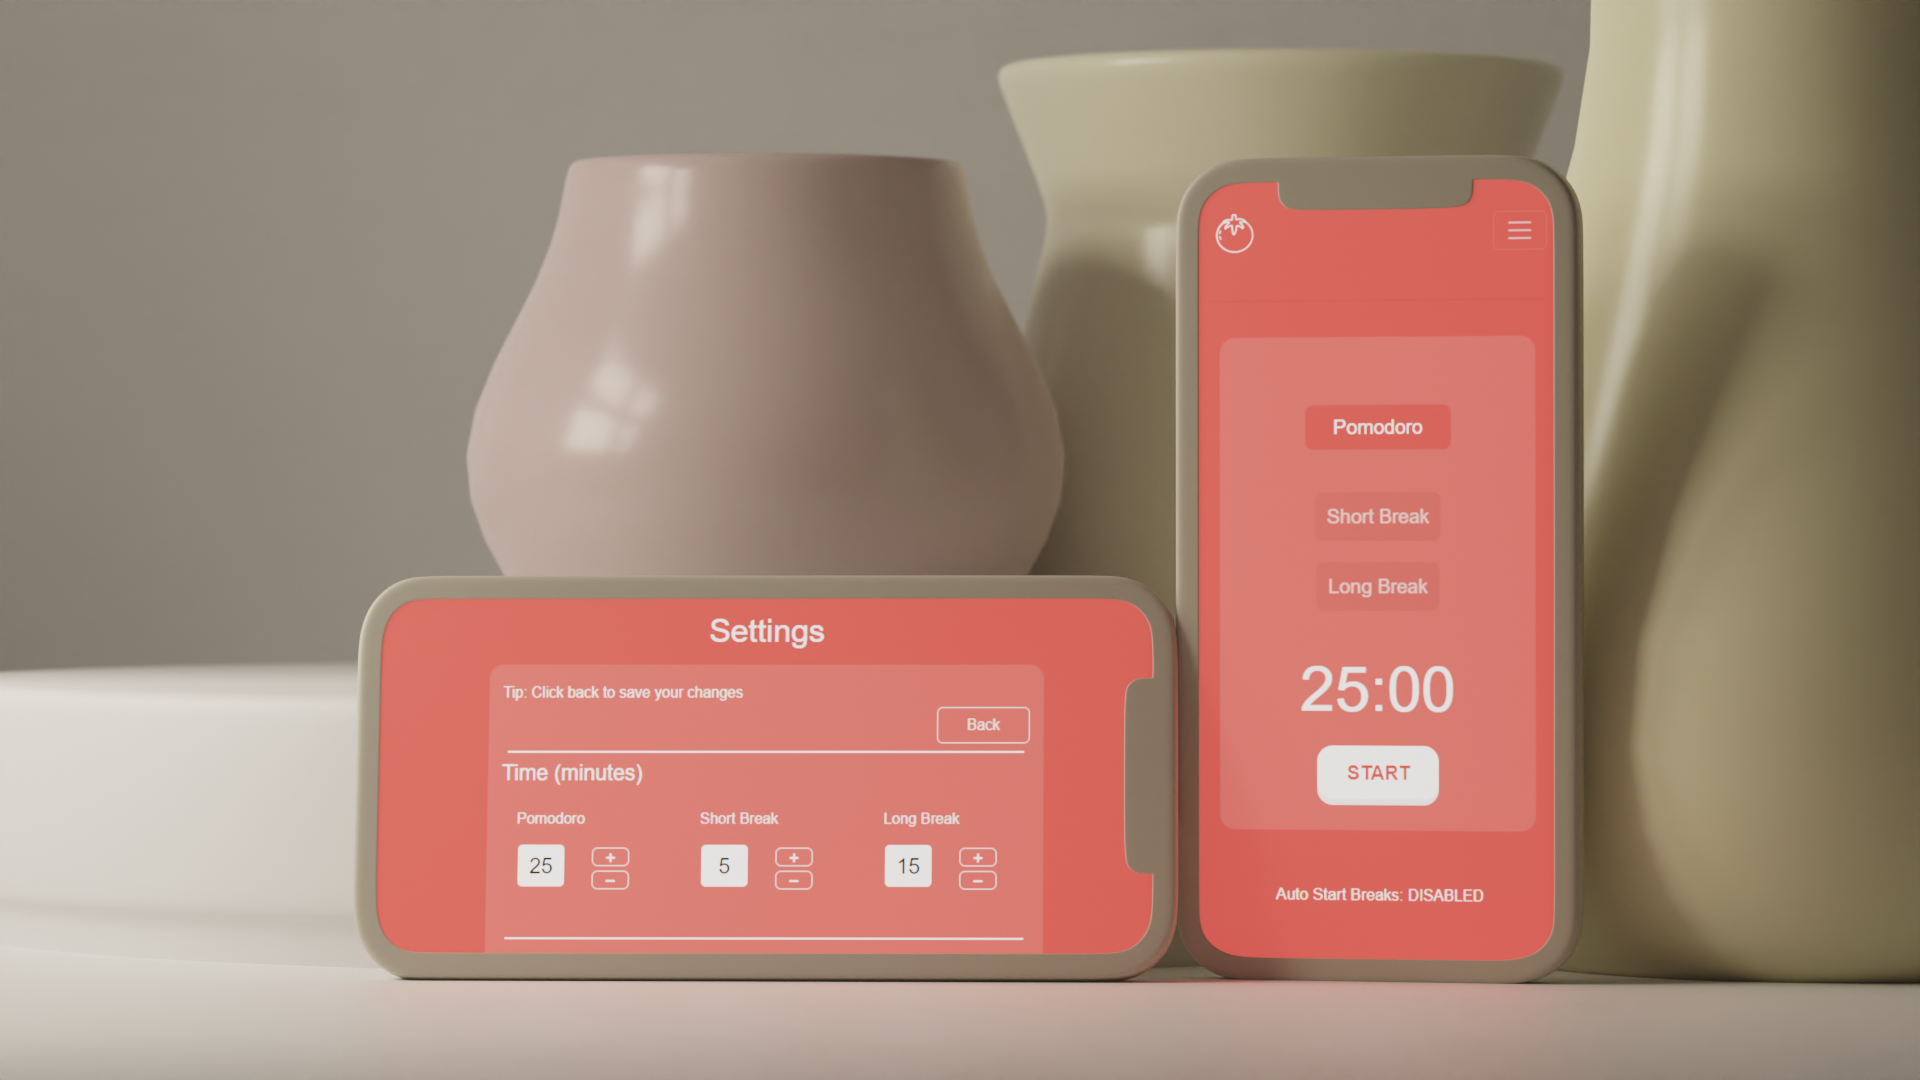 Settings
Tip: Click back to save your changes
Back
Time (minutes)
Pomodoro Short Break Long Break
25 + - 5 + - 15 + -
Pomodoro
Short Break
Long Break
25:00
START
Auto Start Breaks: DISABLED